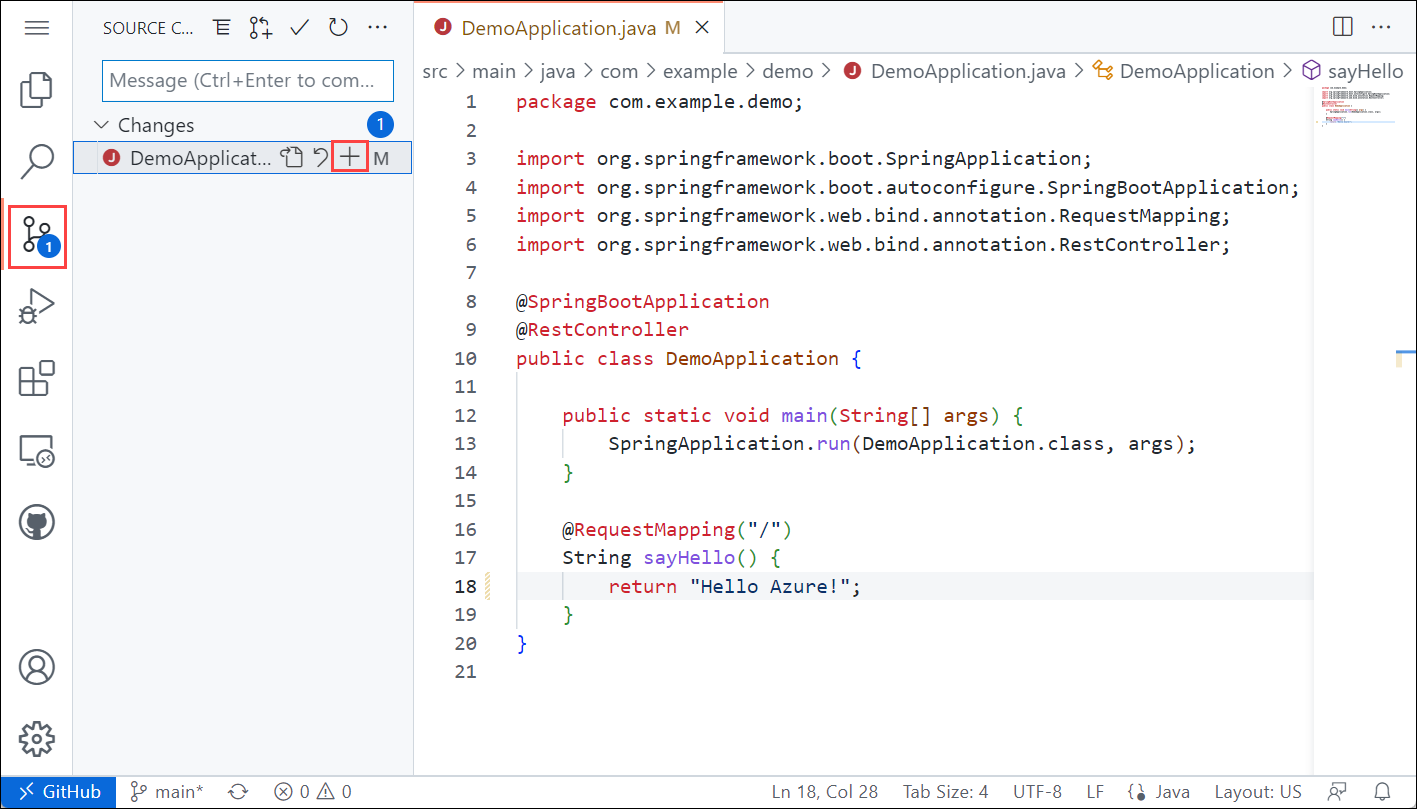 SOURCE C...
DemoApplication.java M
Message (Ctrl+Enter to com...
Changes 1
DemoApplicat... M
1
src > main > java > com > example > demo > DemoApplication.java > DemoApplication > sayHello
1 package com.example.demo;
2
3 import org.springframework.boot.SpringApplication;
4 import org.springframework.boot.autoconfigure.SpringBootApplication;
5 import org.springframework.web.bind.annotation.RequestMapping;
6 import org.springframework.web.bind.annotation.RestController;
7
8 @SpringBootApplication
9 @RestController
10 public class DemoApplication {
11
12 public static void main(String[] args) {
13 SpringApplication.run(DemoApplication.class, args);
14 }
15
16 @RequestMapping("/")
17 String sayHello() {
18 return "Hello Azure!";
19 }
20 }
21
GitHub main* 0 0 Ln 18, Col 28 Tab Size: 4 UTF-8 LF Java Layout: US